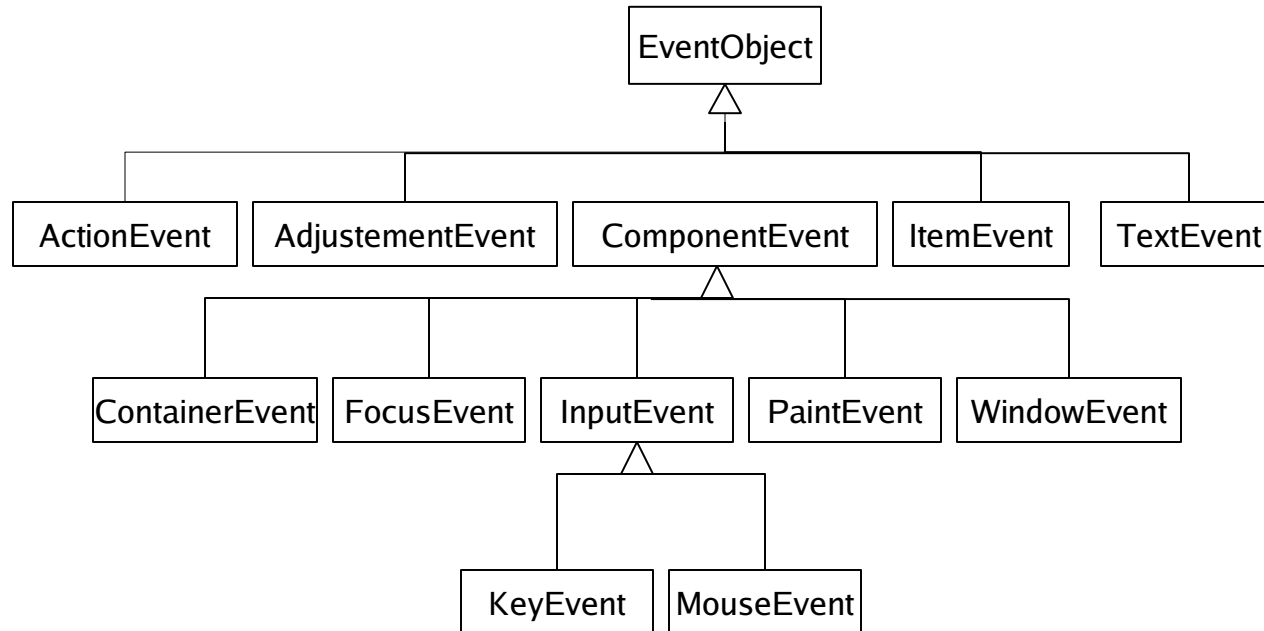 EventObject
ActionEvent
AdjustementEvent
ComponentEvent
ItemEvent
TextEvent
ContainerEvent
FocusEvent
InputEvent
PaintEvent
WindowEvent
KeyEvent
MouseEvent